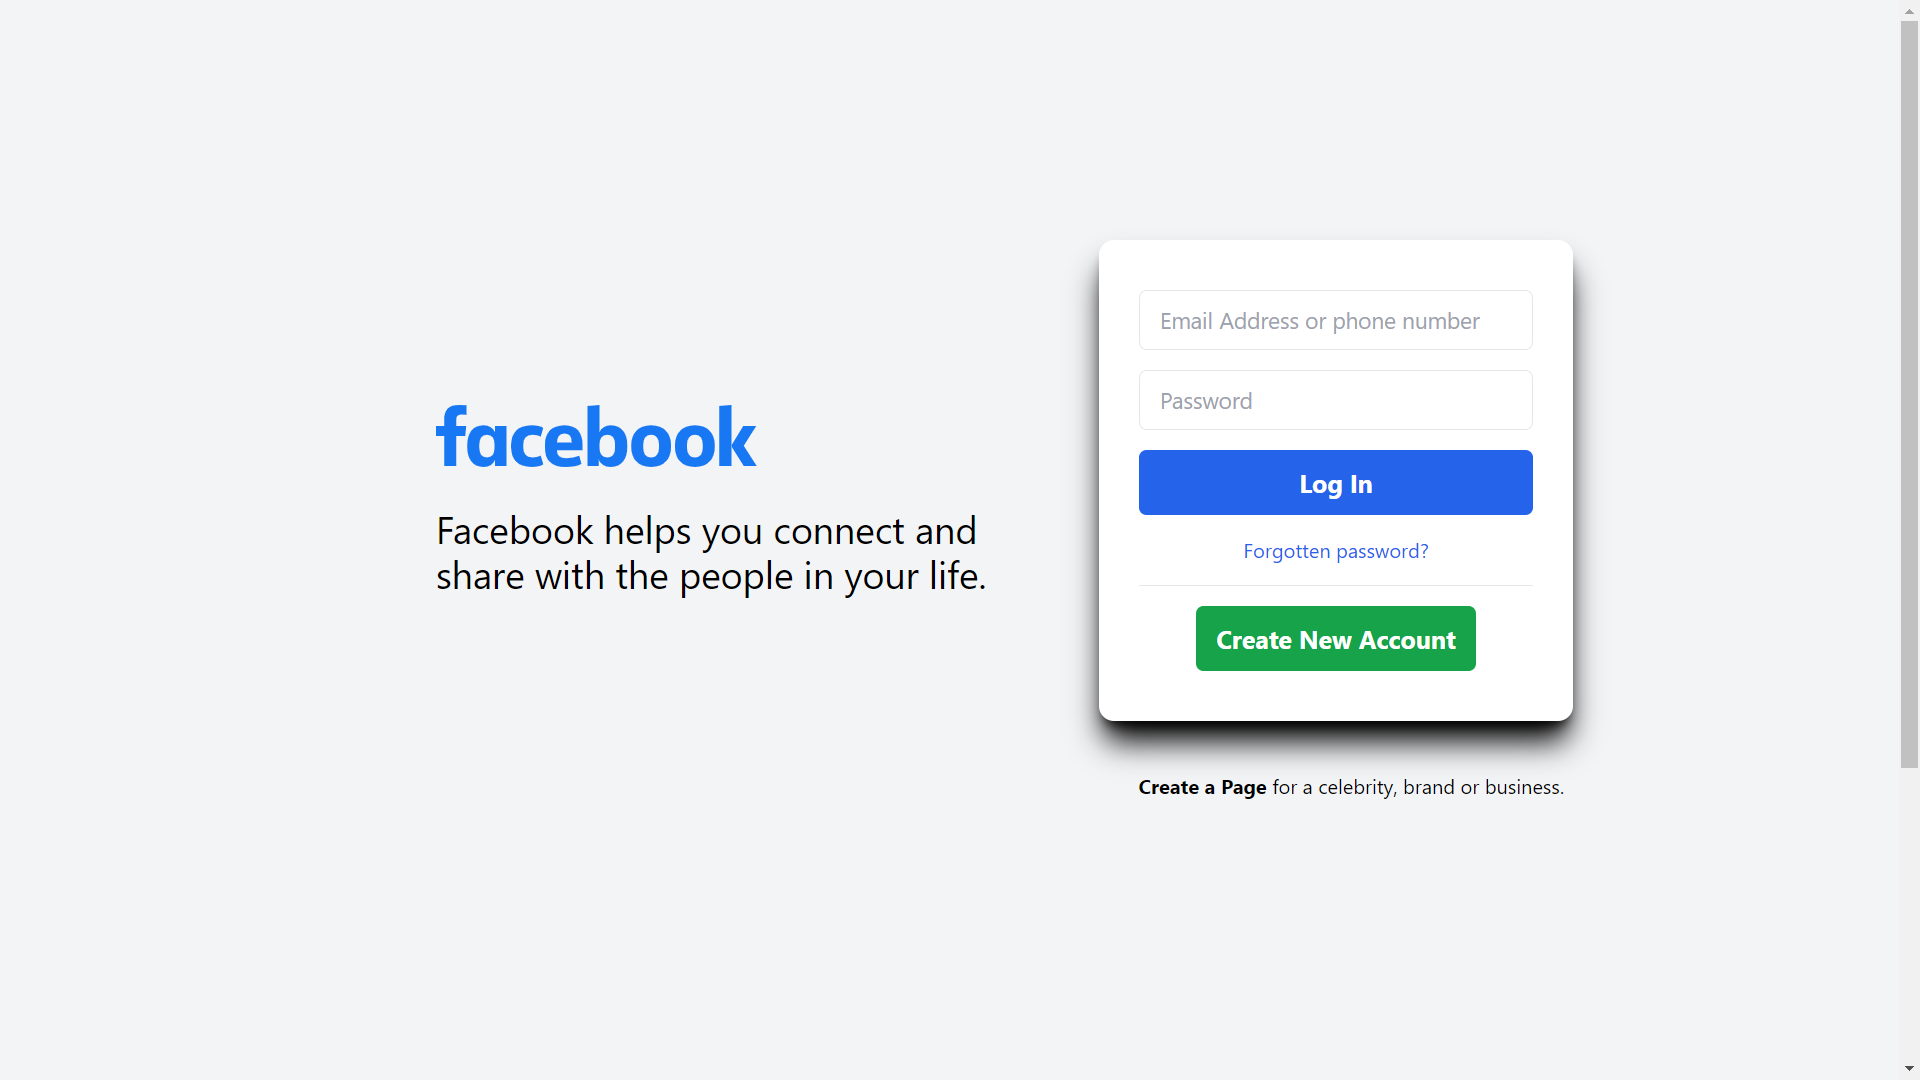 facebook
Facebook helps you connect and
share with the people in your life.
Email Address or phone number
Password
Log In
Forgotten password?
Create New Account
Create a Page for a celebrity, brand or business.